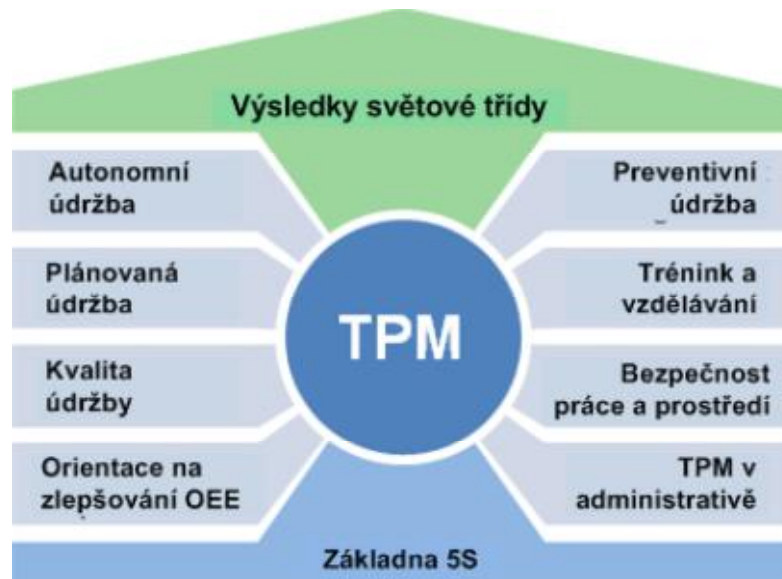 Výsledky světové třídy
Autonomní
údržba
Preventivní
údržba
Plánovaná
údržba
Trénink a
vzdělávání
TPM
Kvalita
údržby
Bezpečnost
práce a prostředí
Orientace na
zlepšování OEE
TPM v
administrativě
Základna 5S